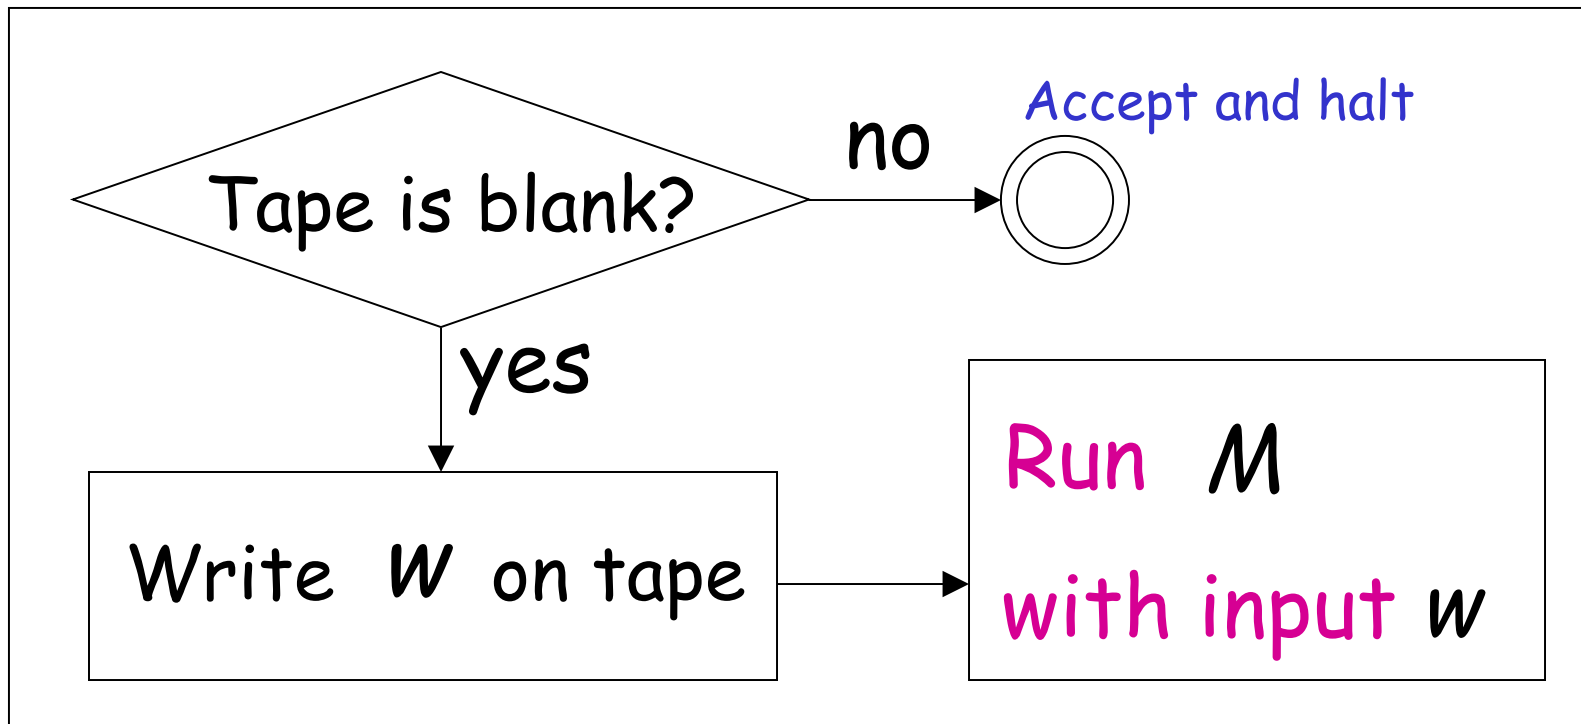 Accept and halt
no
Tape is blank?
yes
Run M
Write w on tape
with input w